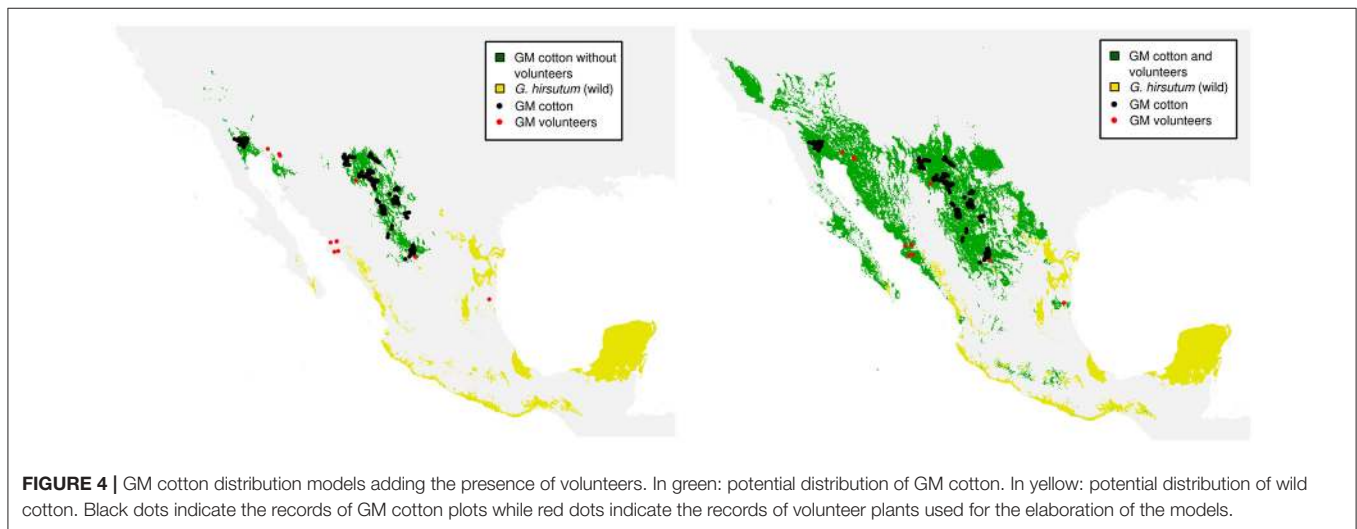 GM cotton without
volunteers
G. hirsutum (wild)
GM cotton
GM volunteers
GM cotton and
volunteers
G. hirsutum (wild)
GM cotton
GM volunteers
FIGURE 4 | GM cotton distribution models adding the presence of volunteers. In green: potential distribution of GM cotton. In yellow: potential distribution of wild
cotton. Black dots indicate the records of GM cotton plots while red dots indicate the records of volunteer plants used for the elaboration of the models.